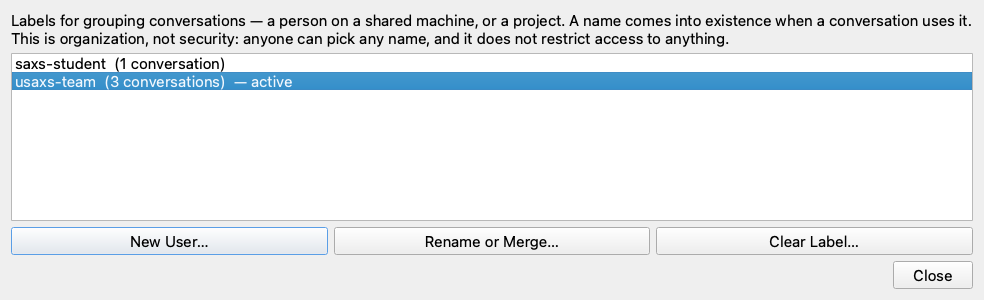 Labels for grouping conversations — a person on a shared machine, or a project. A name comes into existence when a conversation uses it.
This is organization, not security: anyone can pick any name, and it does not restrict access to anything.
saxs-student (1 conversation)
usaxs-team (3 conversations) — active
New User...
Rename or Merge...
Clear Label...
Close